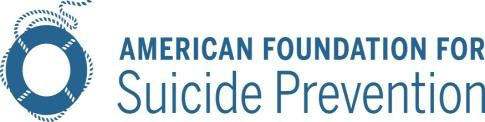 AMERICAN FOUNDATION FOR
Suicide Prevention